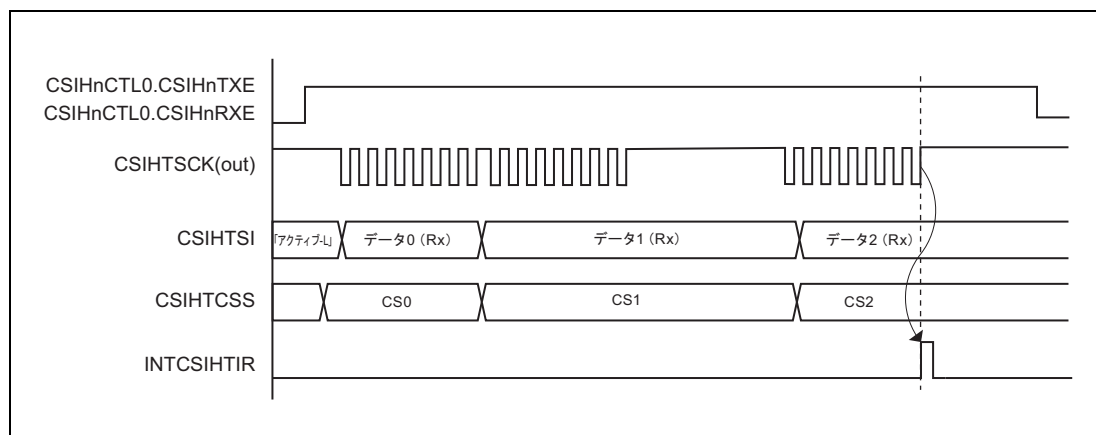 CSIHnCTL0.CSIHnTXE
CSIHnCTL0.CSIHnRXE
CSIHTSCK(out)
CSIHTSI
「アクティブ-L」 データ0 (Rx) データ1 (Rx) データ2 (Rx)
CSIHTCSS
CS0 CS1 CS2
INTCSIHTIR